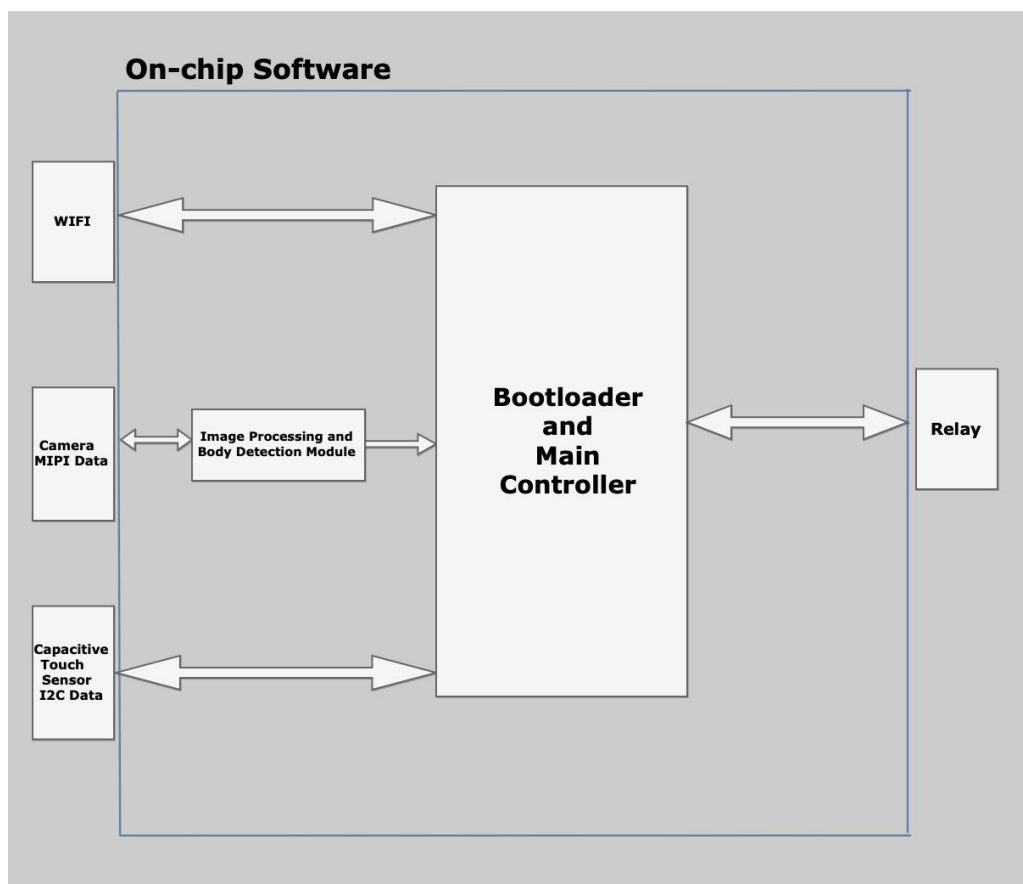 On-chip Software
WIFI
Camera
MIPI Data
Image Processing and
Body Detection Module
Bootloader
and
Main
Controller
Relay
Capacitive
Touch
Sensor
I2C Data